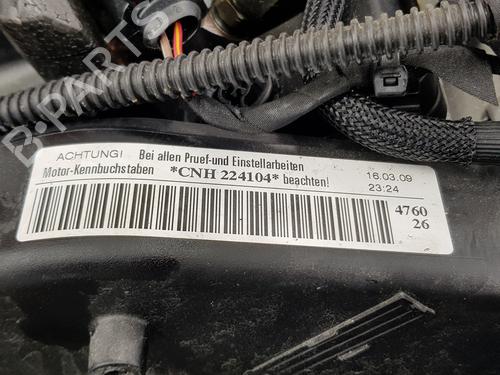 B-PARTS
ACHTUNG! Bei allen Pruef-und Einstellarbeiten
Motor-Kennbuchstaben *CNH 224104* beachten!
16.03.09
23:24
4760
26